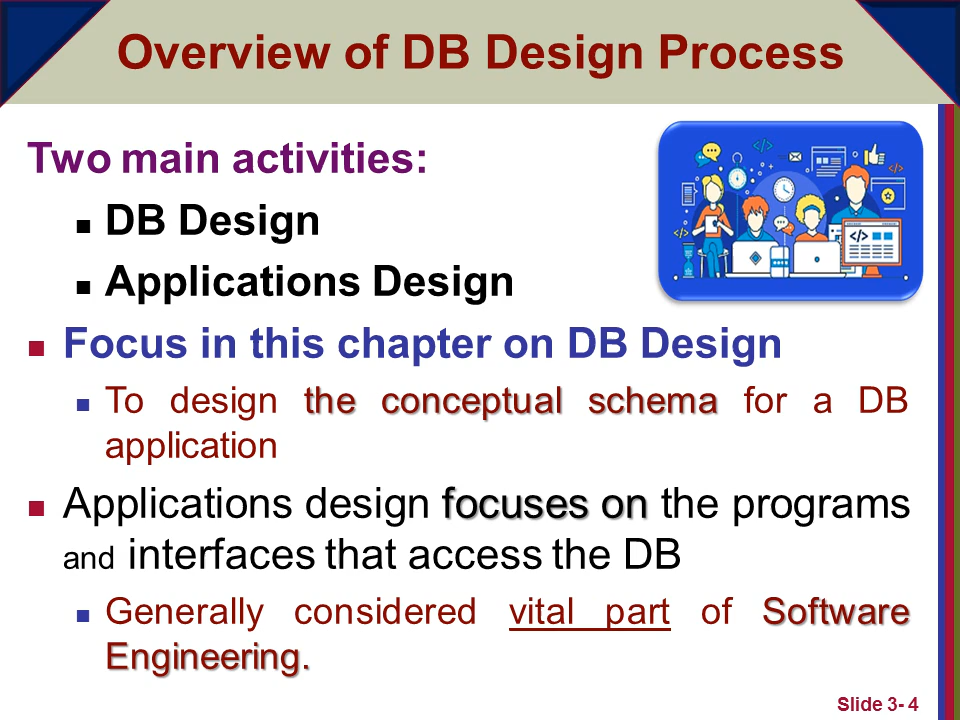 Overview of DB Design Process
Two main activities:
DB Design
Applications Design
Focus in this chapter on DB Design
To design the conceptual schema for a DB
application
Applications design focuses on the programs
and interfaces that access the DB
Generally considered vital part of Software
Engineering.
Slide 3- 4